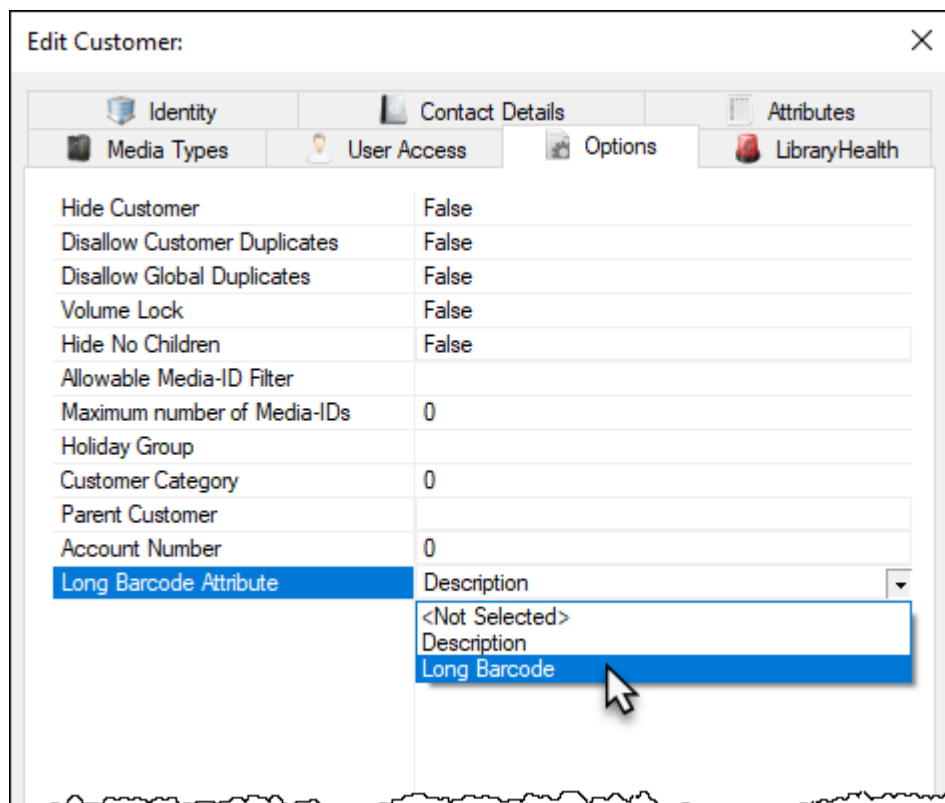 Edit Customer:
Identity Contact Details Attributes
Media Types User Access Options LibraryHealth
Hide Customer False
Disallow Customer Duplicates False
Disallow Global Duplicates False
Volume Lock False
Hide No Children False
Allowable Media-ID Filter
Maximum number of Media-IDs 0
Holiday Group
Customer Category 0
Parent Customer
Account Number 0
Long Barcode Attribute Description
<Not Selected>
Description
Long Barcode